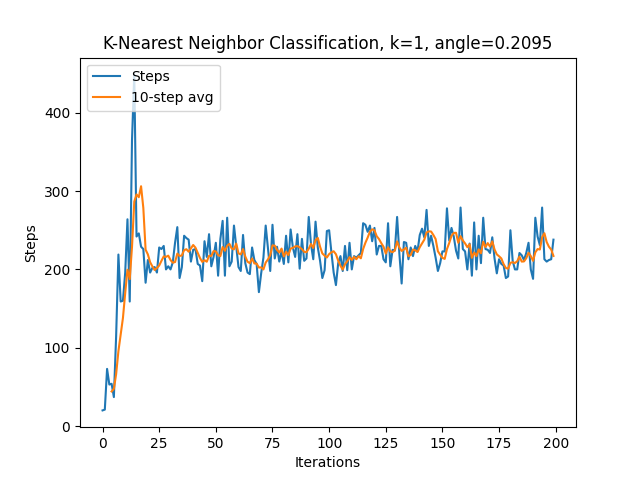 K-Nearest Neighbor Classification, k=1, angle=0.2095
Steps
10-step avg
Steps
400
300
200
100
0
0
25
50
75
100
125
150
175
200
Iterations